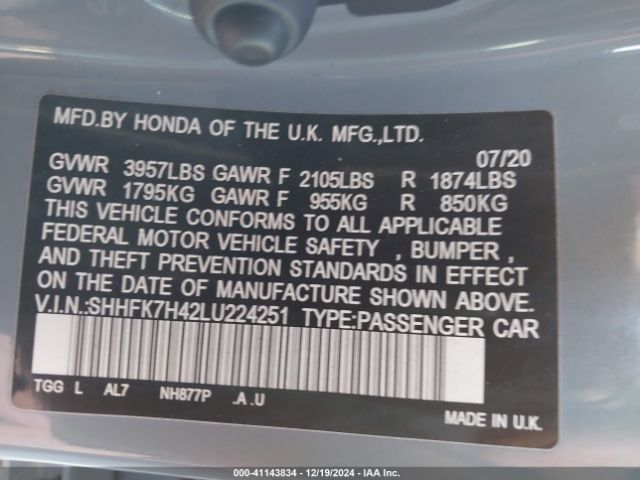 MFD.BY HONDA OF THE U.K. MFG.,LTD.
07/20
GVWR 3957LBS GAWR F 2105LBS R 1874LBS
GVWR 1795KG GAWR F 955KG R 850KG
THIS VEHICLE CONFORMS TO ALL APPLICABLE
FEDERAL MOTOR VEHICLE SAFETY , BUMPER ,
AND THEFT PREVENTION STANDARDS IN EFFECT
ON THE DATE OF MANUFACTURE SHOWN ABOVE.
V.I.N.:SHHFK7H42LU224251 TYPE:PASSENGER CAR
TGG L AL7 NH877P .A .U
MADE IN U.K.
000-41143834 - 12/19/2024 - IAA Inc.